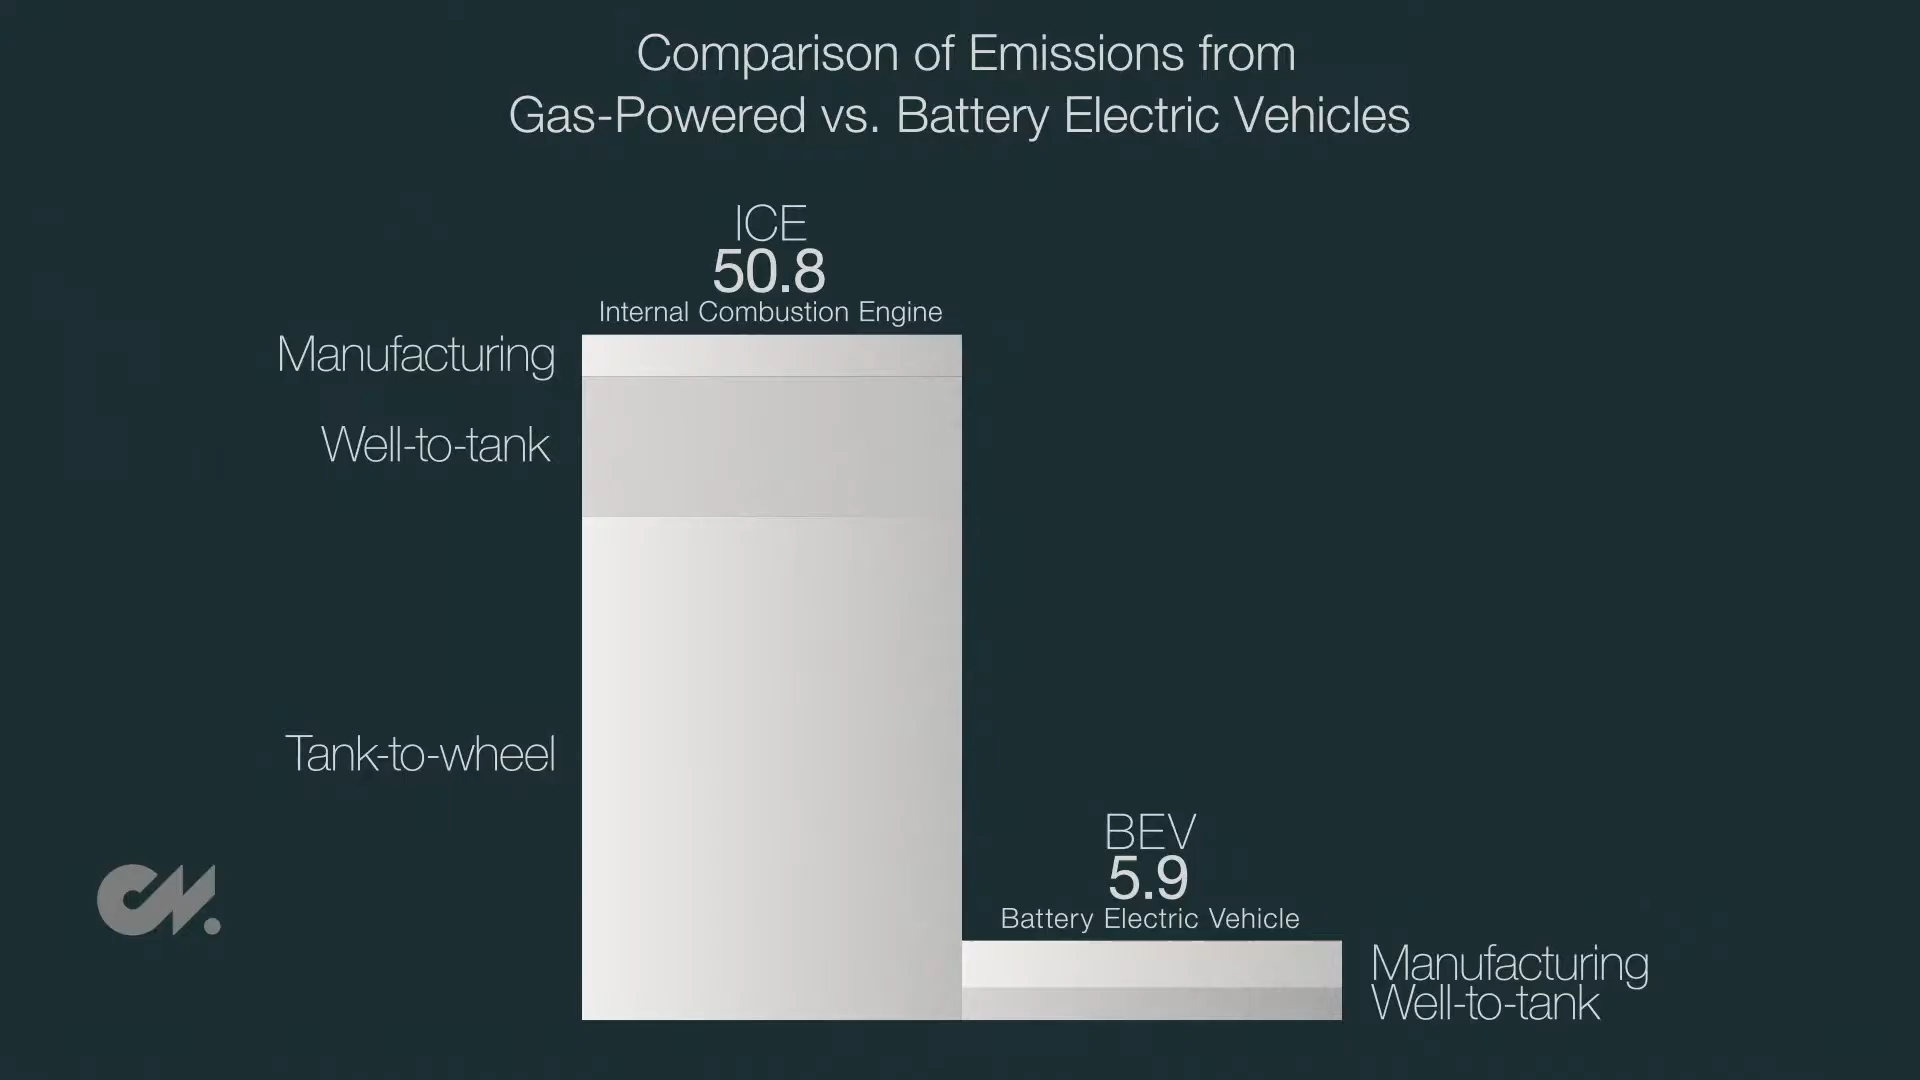 Comparison of Emissions from
Gas-Powered vs. Battery Electric Vehicles
ICE
50.8
Internal Combustion Engine
Manufacturing
Well-to-tank
Tank-to-wheel
BEV
5.9
Battery Electric Vehicle
Manufacturing
Well-to-tank
CM.